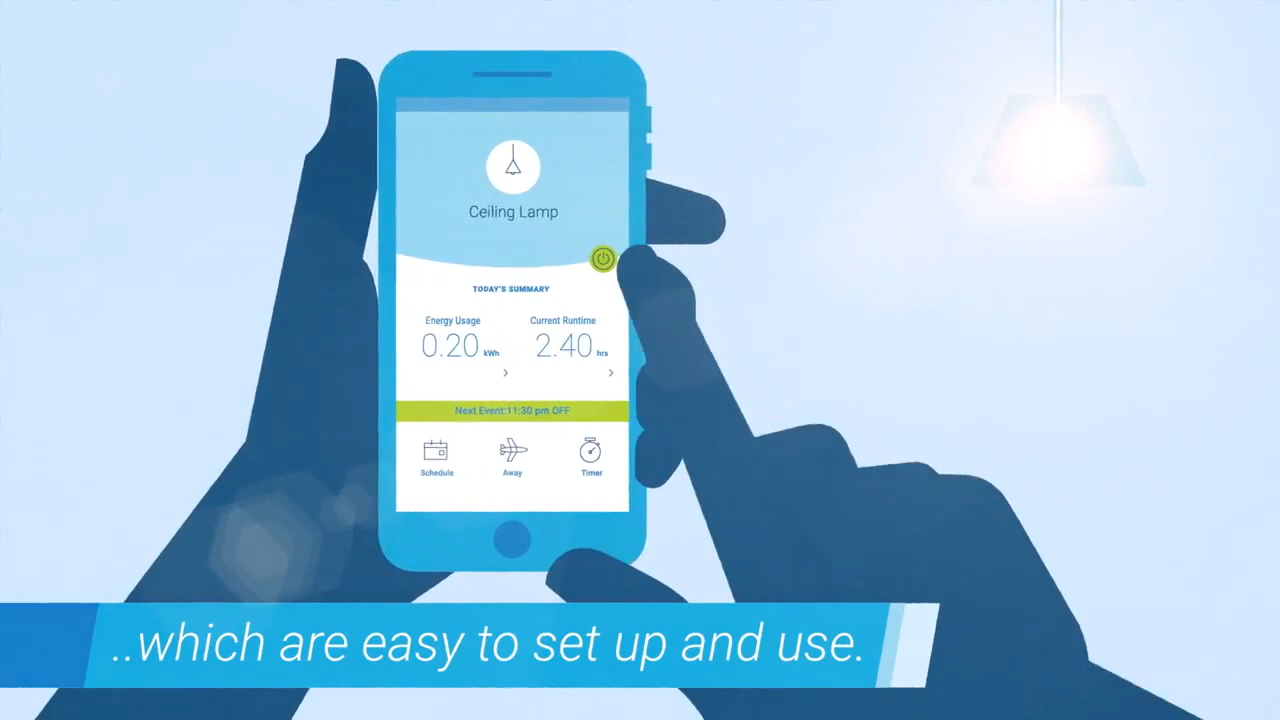 Ceiling Lamp
TODAY'S SUMMARY
Energy Usage Current Runtime
0.20 kWh 2.40 hrs
Next Event:11:30 pm OFF
Schedule Away Timer
..which are easy to set up and use.